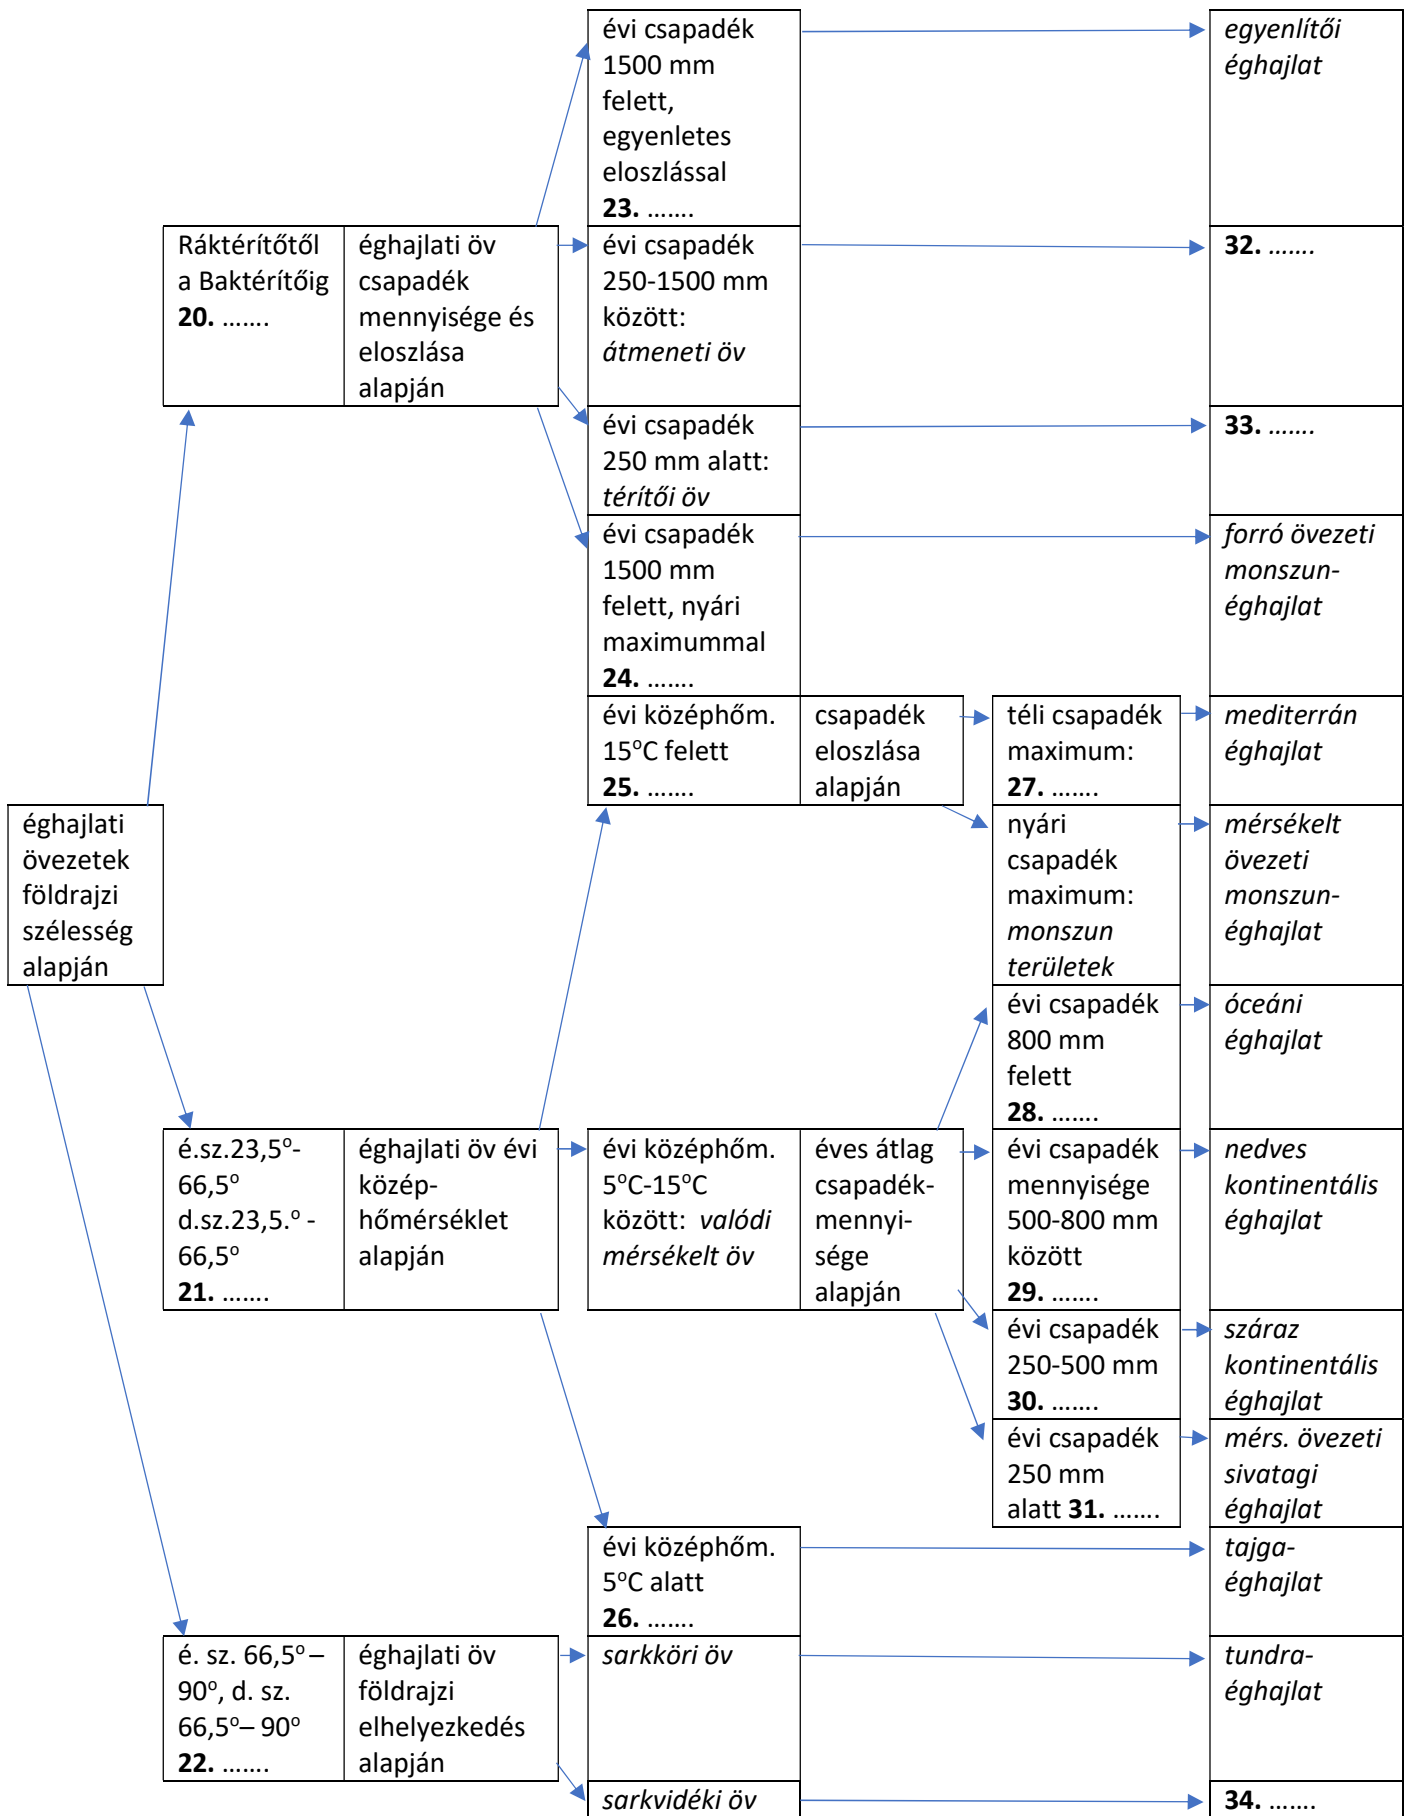 évi csapadék
1500 mm
felett,
egyenletes
eloszlással
23. .......
egyenlítői
éghajlat
Ráktérítőtől
a Baktérítőig
20. .......
éghajlati öv
csapadék
mennyisége és
eloszlása
alapján
évi csapadék
250-1500 mm
között:
átmeneti öv
32. .......
évi csapadék
250 mm alatt:
térítői öv
33. .......
évi csapadék
1500 mm
felett, nyári
maximummal
24. .......
forró övezeti
monszun-
éghajlat
évi középhőm.
15°C felett
25. .......
csapadék
eloszlása
alapján
téli csapadék
maximum:
27. .......
mediterrán
éghajlat
éghajlati
övezetek
földrajzi
szélesség
alapján
nyári
csapadék
maximum:
monszun
területek
mérsékelt
övezeti
monszun-
éghajlat
évi csapadék
800 mm
felett
28. .......
óceáni
éghajlat
é.sz.23,5°-
66,5°
d.sz.23,5.° -
66,5°
21. .......
éghajlati öv évi
közép-
hőmérséklet
alapján
évi középhőm.
5°C-15°C
között: valódi
mérsékelt öv
éves átlag
csapadék-
mennyi-
sége
alapján
évi csapadék
mennyisége
500-800 mm
között
29. .......
nedves
kontinentális
éghajlat
évi csapadék
250-500 mm
30. .......
száraz
kontinentális
éghajlat
évi csapadék
250 mm
alatt 31. .......
mérs. övezeti
sivatagi
éghajlat
évi középhőm.
5°C alatt
26. .......
tajga-
éghajlat
é. sz. 66,5° –
90°, d. sz.
66,5°– 90°
22. .......
éghajlati öv
földrajzi
elhelyezkedés
alapján
sarkköri öv
tundra-
éghajlat
sarkvidéki öv
34. .......